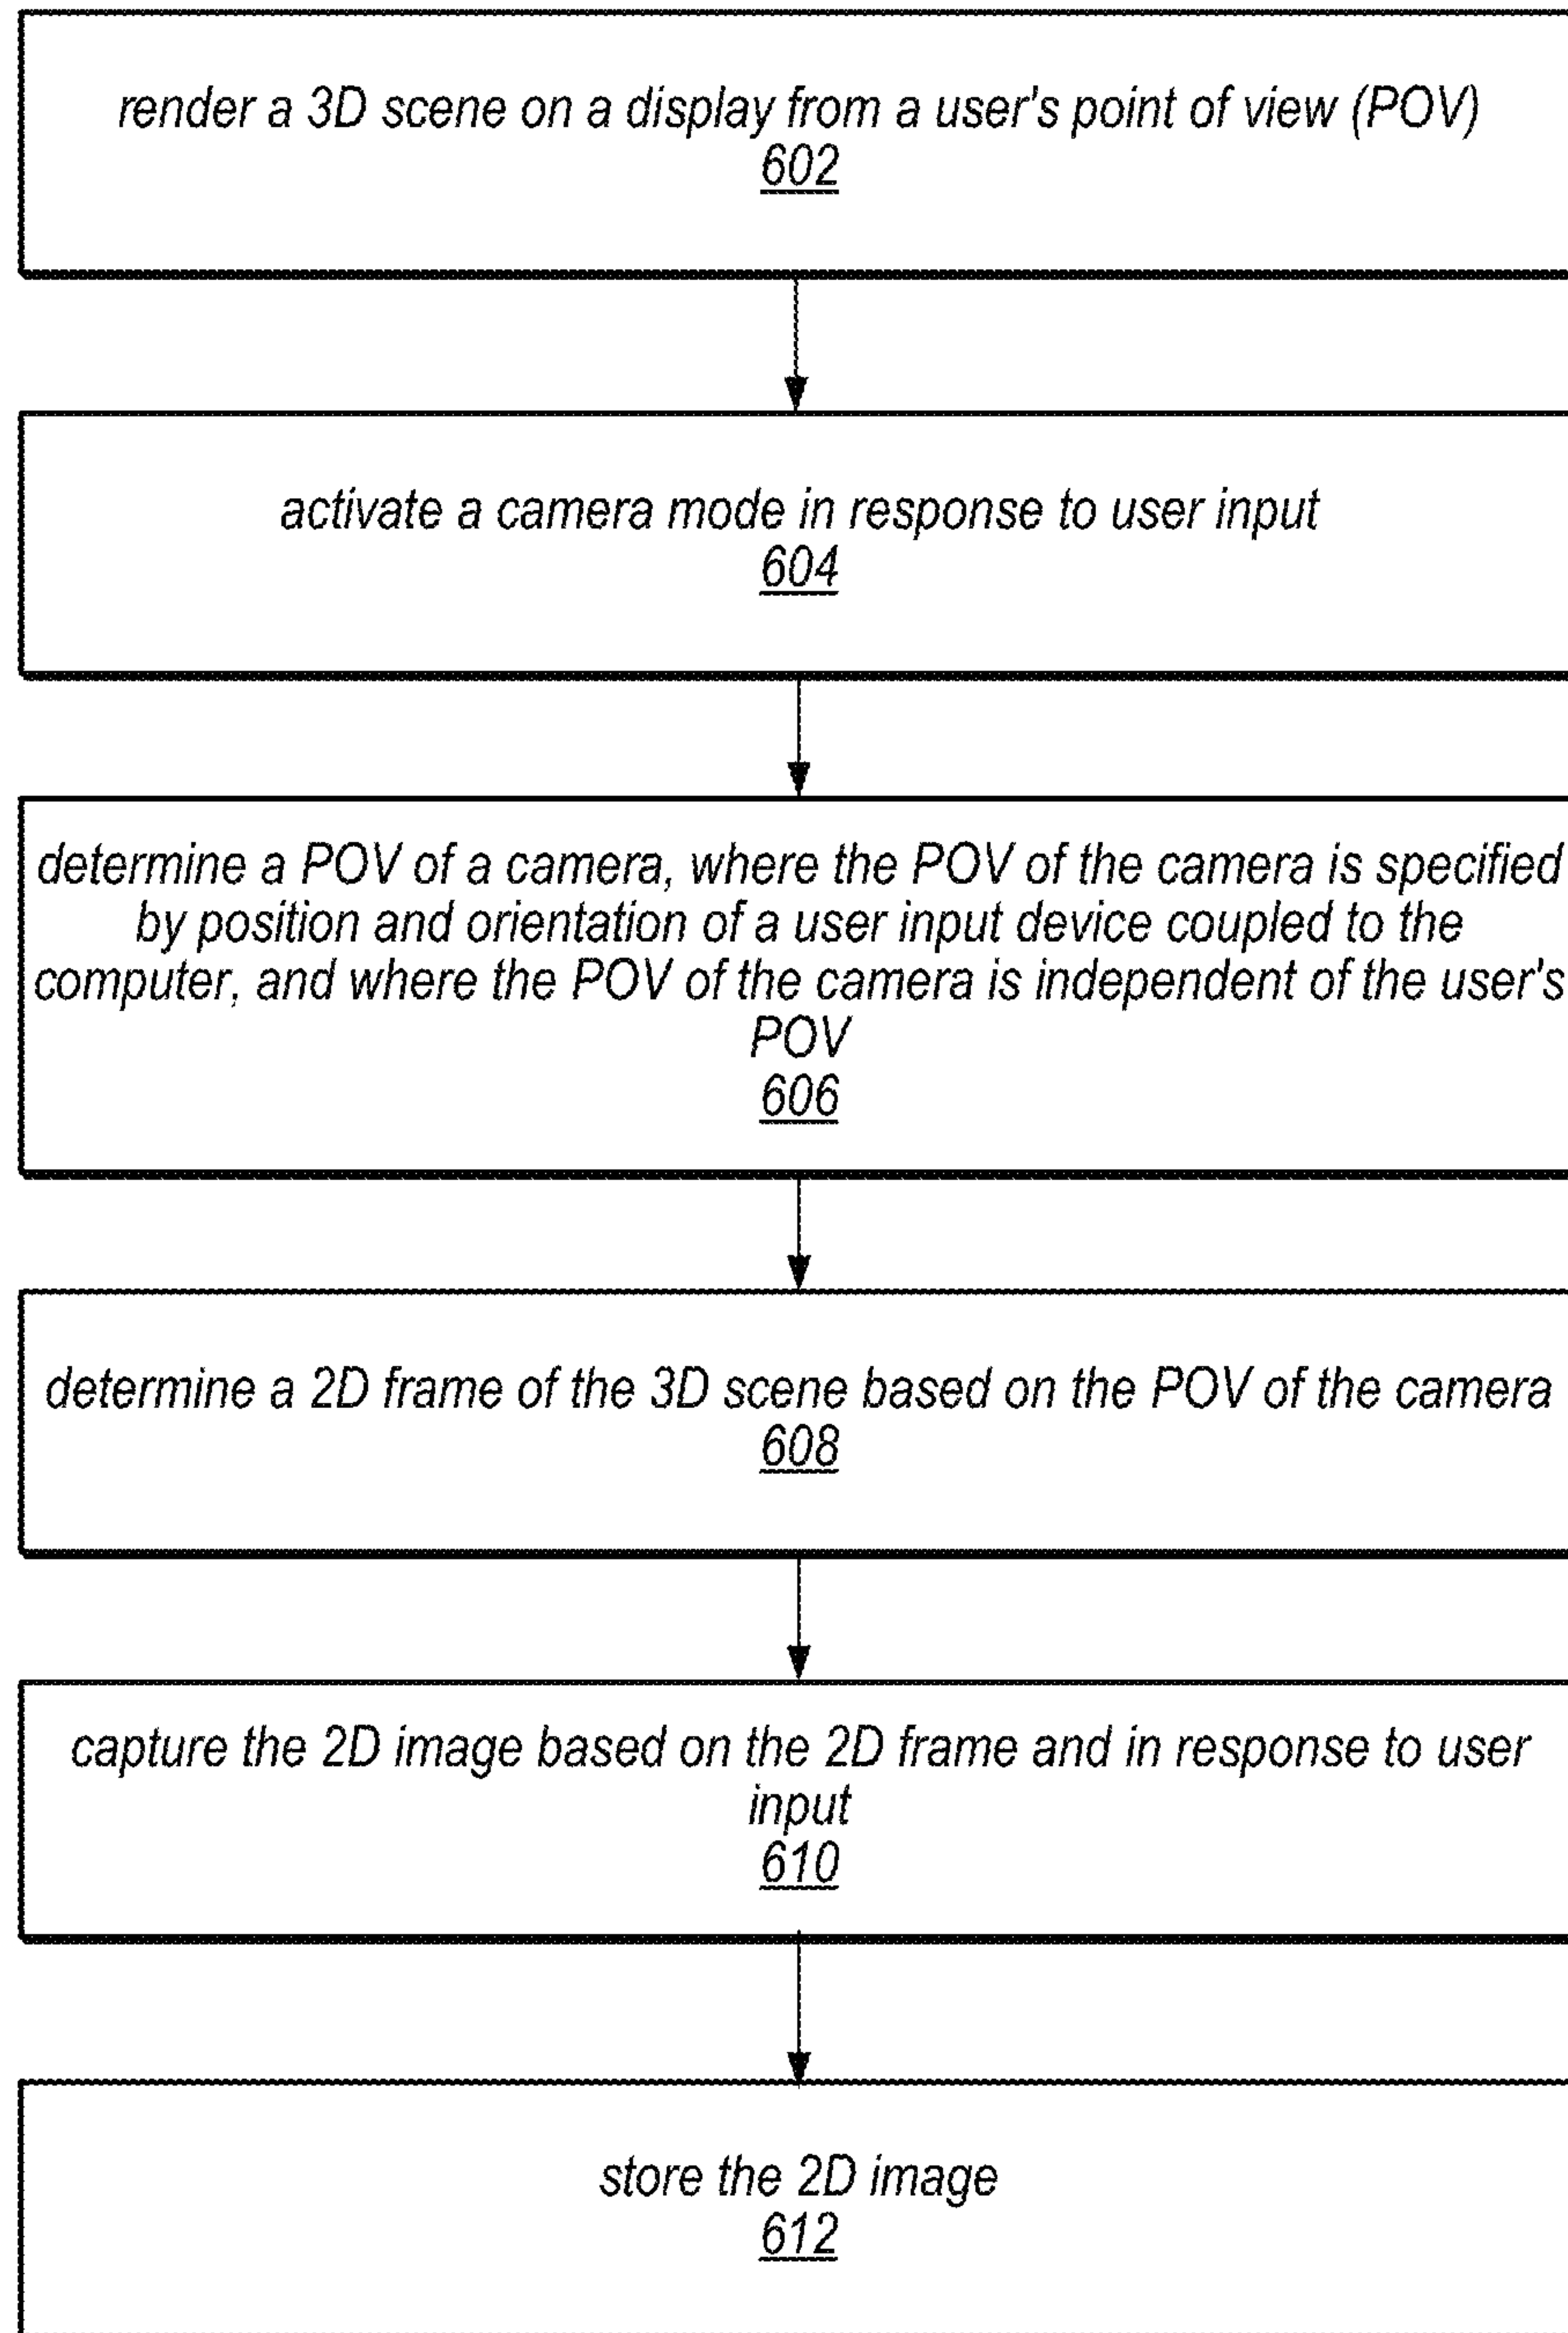 render a 3D scene on a display from a user's point of view (POV)
602
activate a camera mode in response to user input
604
determine a POV of a camera, where the POV of the camera is specified
by position and orientation of a user input device coupled to the
computer, and where the POV of the camera is independent of the user's
POV
606
determine a 2D frame of the 3D scene based on the POV of the camera
608
capture the 2D image based on the 2D frame and in response to user
input
610
store the 2D image
612